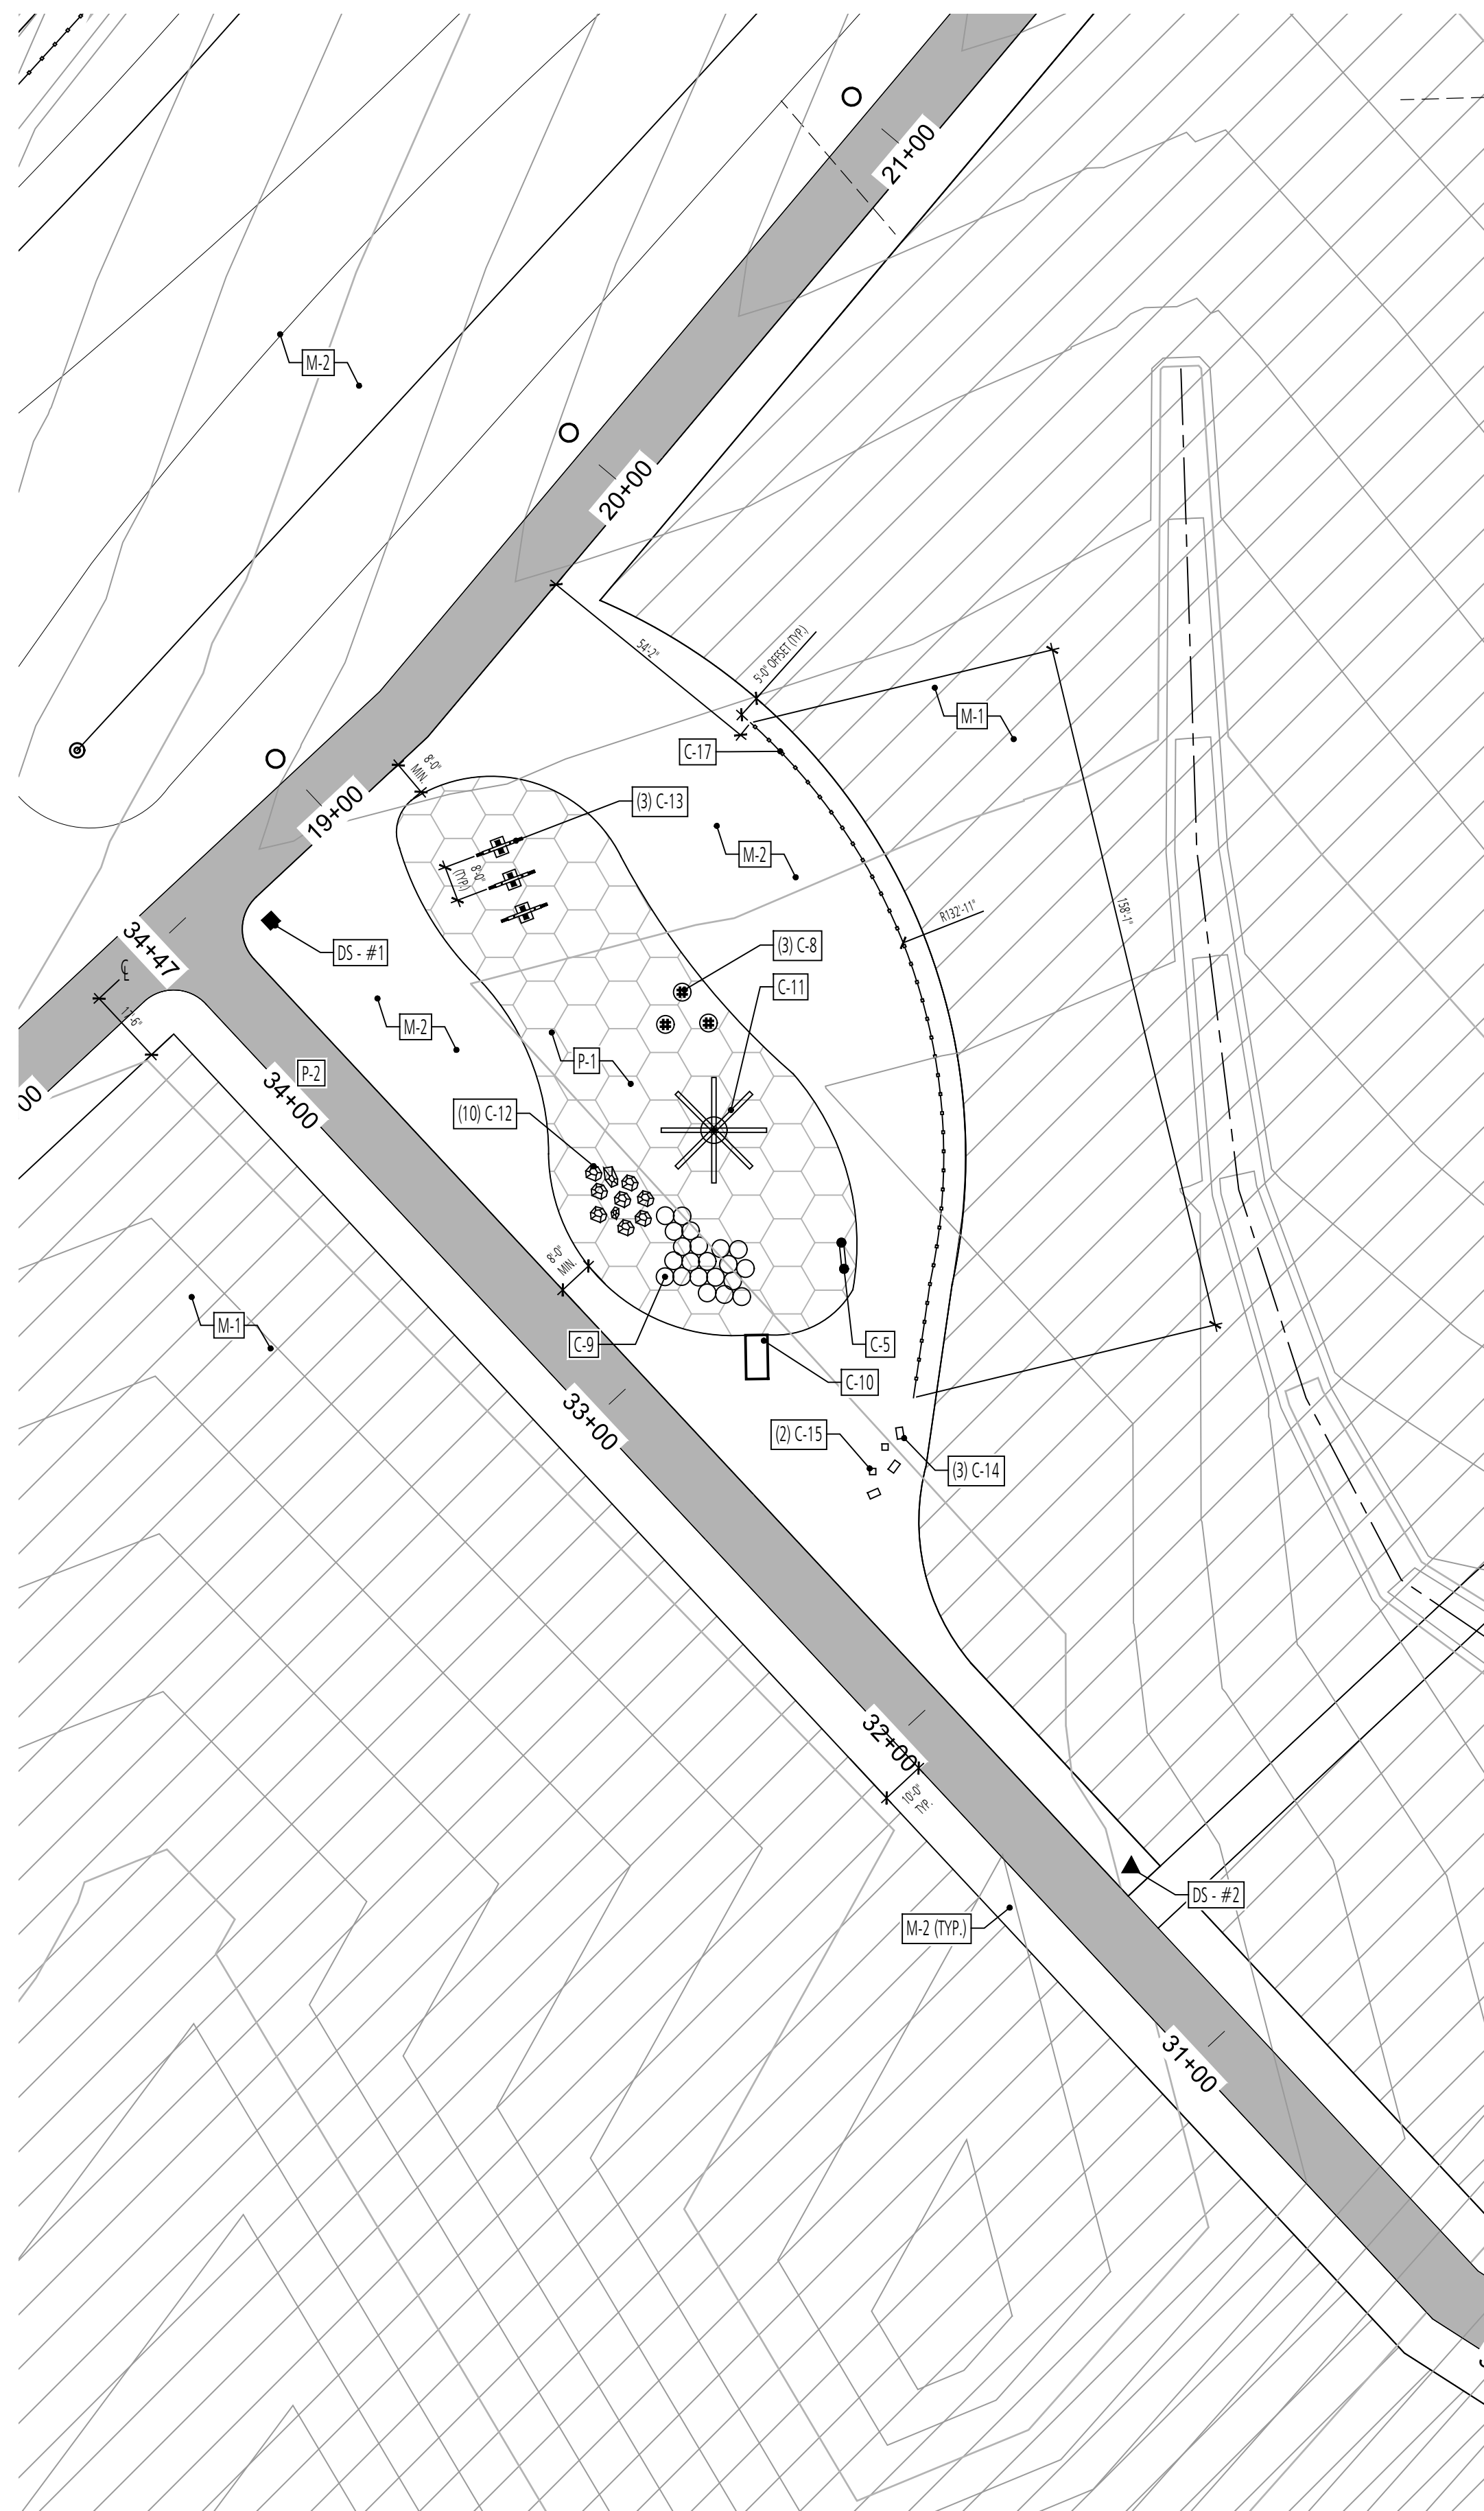 21+00
M-2
20+00
54'-2"
5'-0" OFFSET (TYP.)
M-1
C-17
8'-0"
MIN.
(3) C-13
19+00
M-2
8'-0"
(TYP.)
158'-1"
R132'-11"
34+47
DS - #1
(3) C-8
℄
C-11
M-2
P-1
P-2
34+00
00
(10) C-12
8'-0"
MIN.
M-1
C-9
C-5
C-10
33+00
(2) C-15
(3) C-14
32+00
10'-0"
TYP.
DS - #2
M-2 (TYP.)
31+00